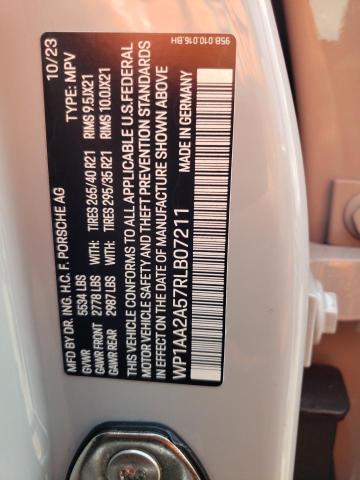 95B.010.016.BH
10/23
TYPE: MPV
MFD BY DR. ING. H.C. F. PORSCHE AG
GVWR 5534 LBS
GAWR FRONT 2778 LBS WITH: TIRES 265/40 R21 RIMS 9.5JX21
GAWR REAR 2987 LBS WITH: TIRES 295/35 R21 RIMS 10.0JX21
THIS VEHICLE CONFORMS TO ALL APPLICABLE U.S.FEDERAL
MOTOR VEHICLE SAFETY AND THEFT PREVENTION STANDARDS
IN EFFECT ON THE DATE OF MANUFACTURE SHOWN ABOVE
WP1AA2A57RLB07211 MADE IN GERMANY